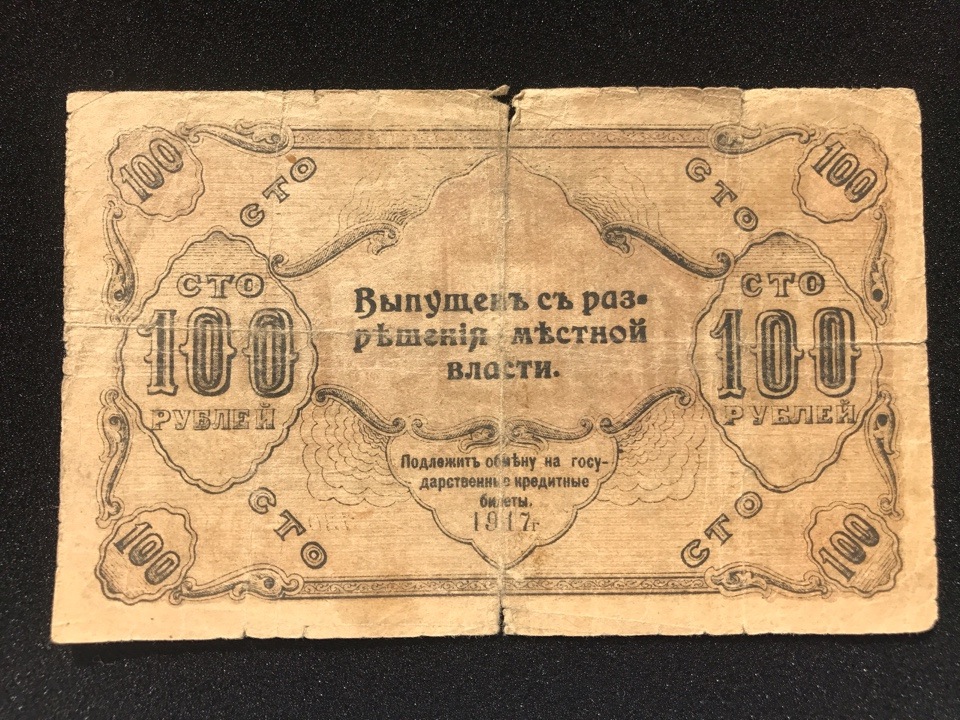 100
СТО
СТО
100
СТО
100
РУБЛЕЙ
Выпущенъ съ раз-
рѣшенія мѣстной
власти.
СТО
100
РУБЛЕЙ
Подлежитъ обмѣну на госу-
дарственные кредитные
билеты.
1917г
100
СТО
СТО
100